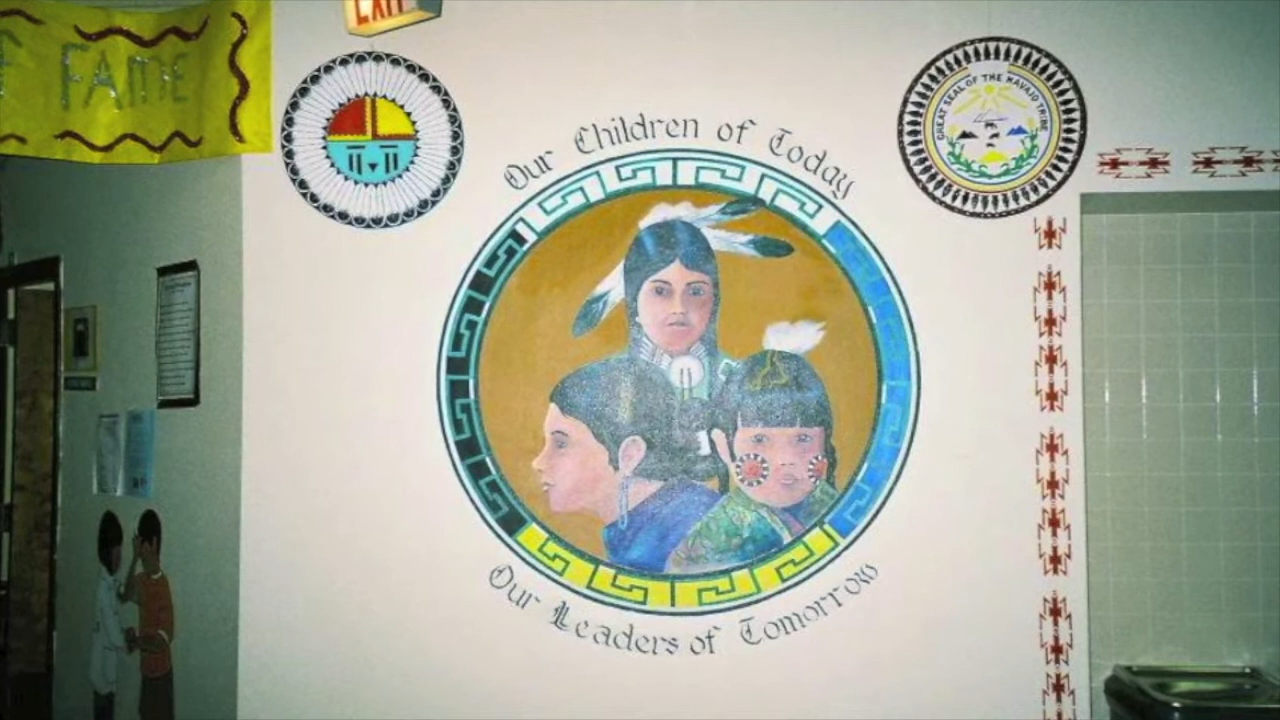 EXIT
F FAME
GREAT SEAL OF THE NAVAJO TRIBE
Our Children of Today
Our Leaders of Tomorrow